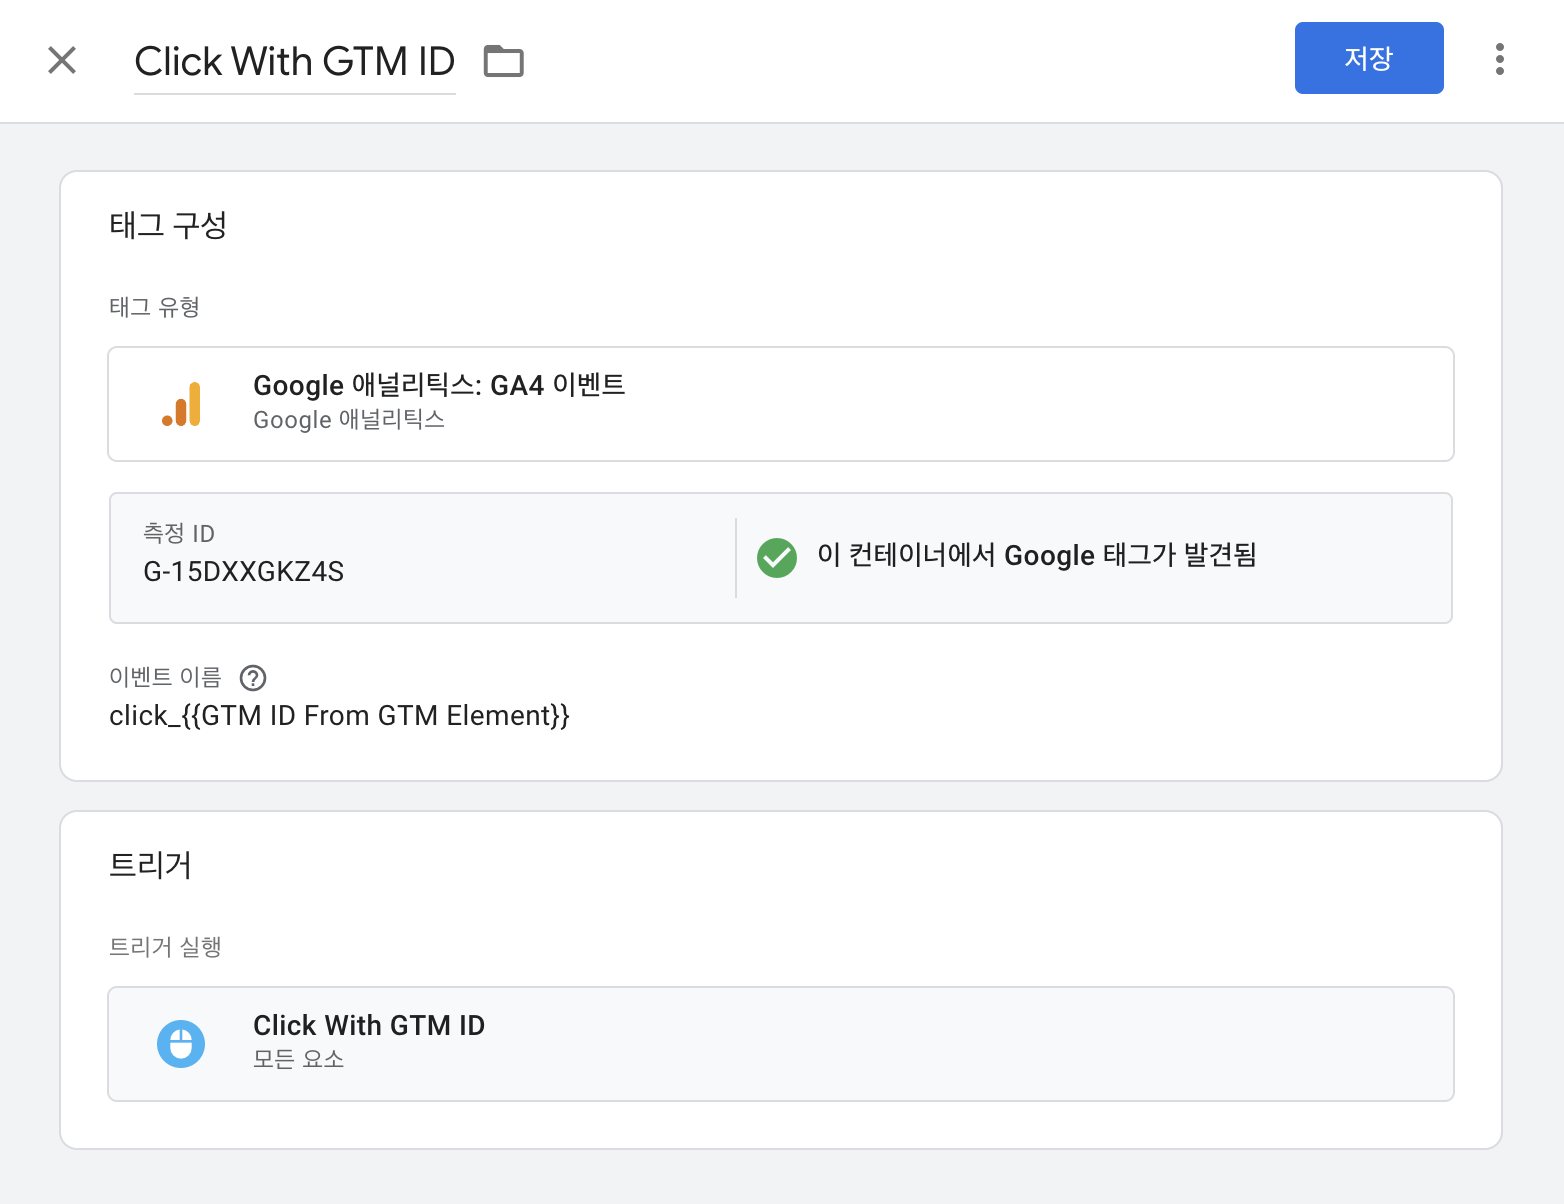 Click With GTM ID
저장
태그 구성
태그 유형
Google 애널리틱스: GA4 이벤트
Google 애널리틱스
측정 ID
G-15DXXGKZ4S
이 컨테이너에서 Google 태그가 발견됨
이벤트 이름
click_{{GTM ID From GTM Element}}
트리거
트리거 실행
Click With GTM ID
모든 요소